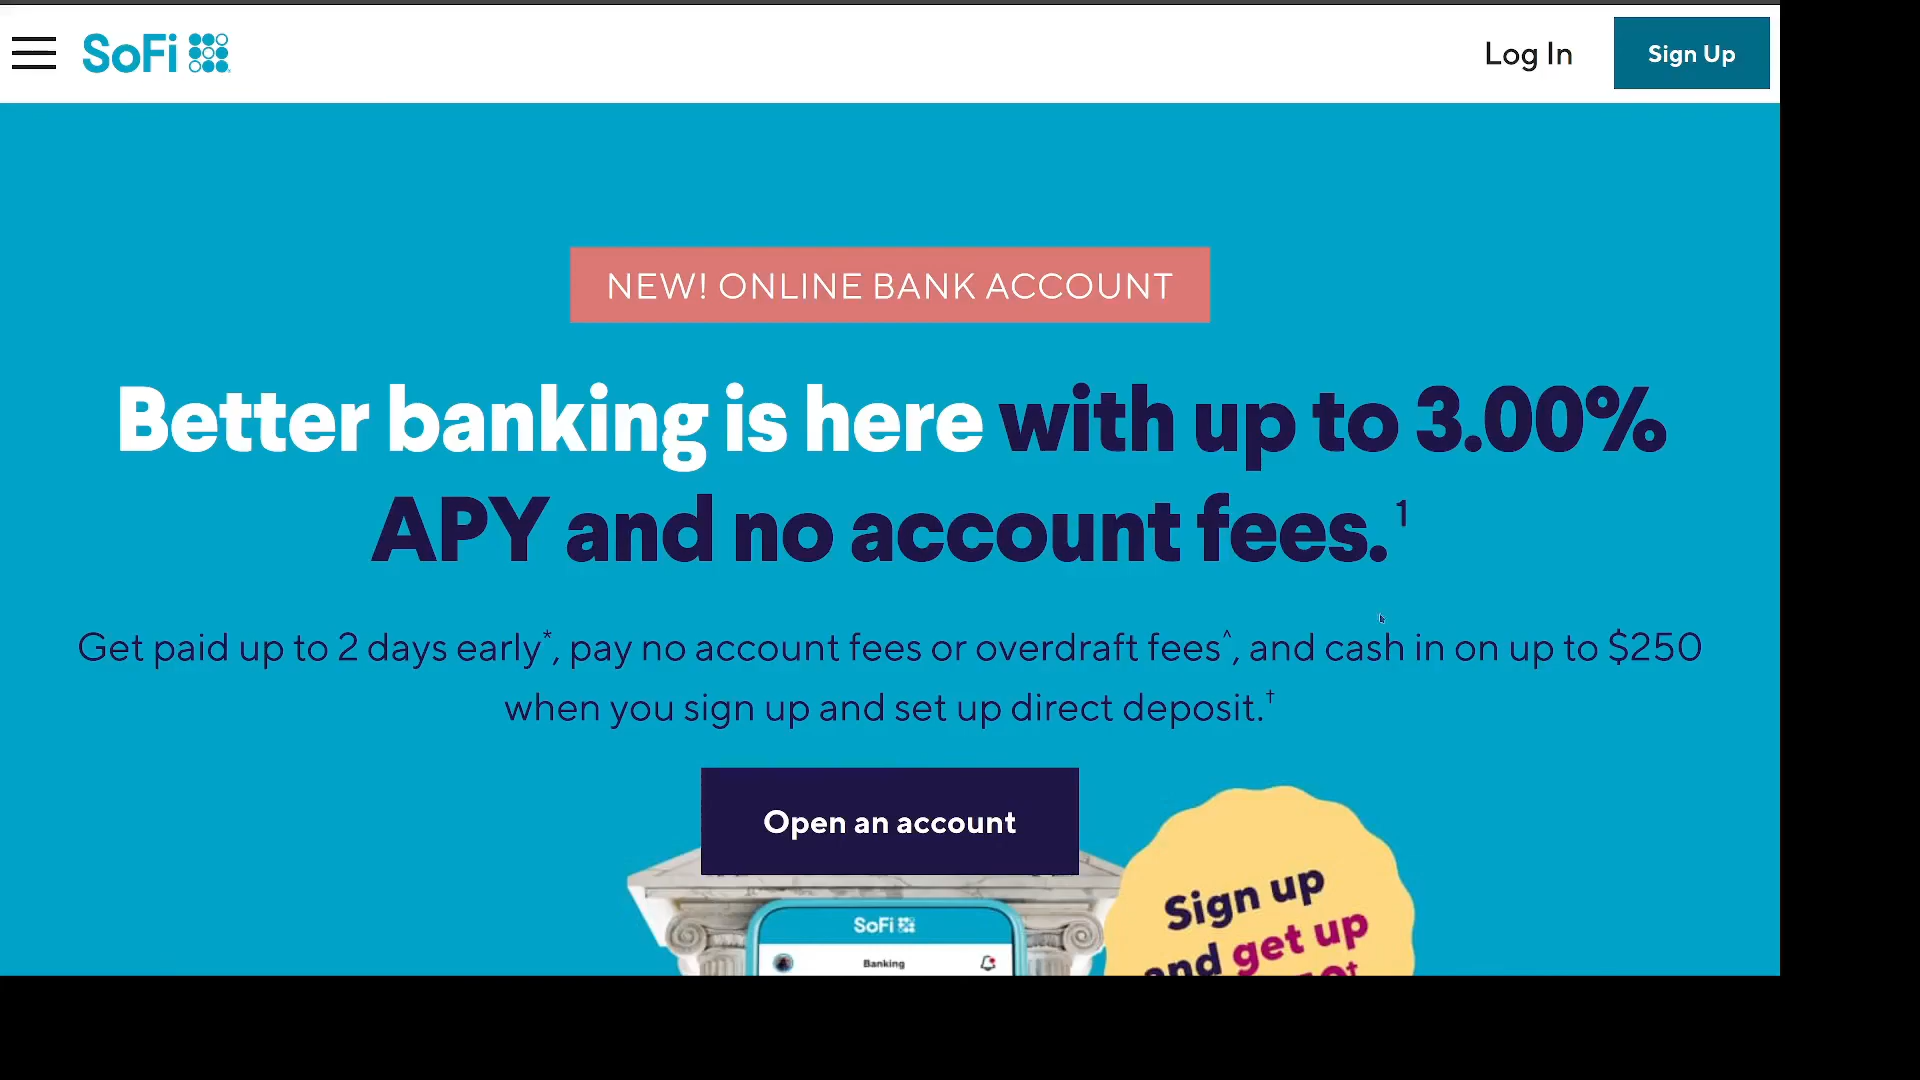 SoFi
Log In
Sign Up
NEW! ONLINE BANK ACCOUNT
Better banking is here with up to 3.00%
APY and no account fees.¹
Get paid up to 2 days early*, pay no account fees or overdraft fees^, and cash in on up to $250
when you sign up and set up direct deposit.†
Open an account
SoFi
Banking
Sign up
and get up